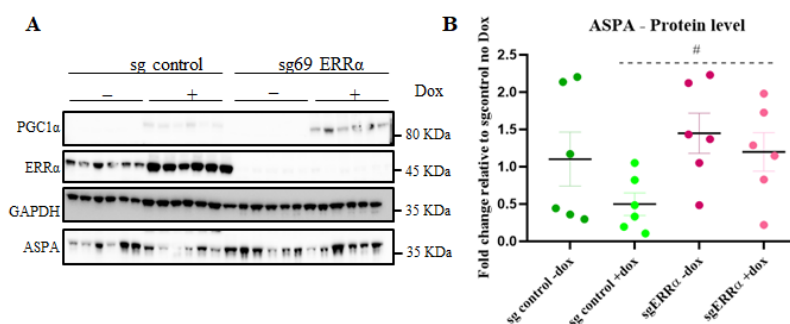 A
sg control sg69 ERRα
– + – + Dox
PGC1α
80 KDa
ERRα
45 KDa
GAPDH
35 KDa
ASPA
35 KDa
B
ASPA - Protein level
#
Fold change relative to sgcontrol no Dox
2.5
2.0
1.5
1.0
0.5
0.0
sg control -dox
sg control +dox
sgERRα -dox
sgERRα +dox